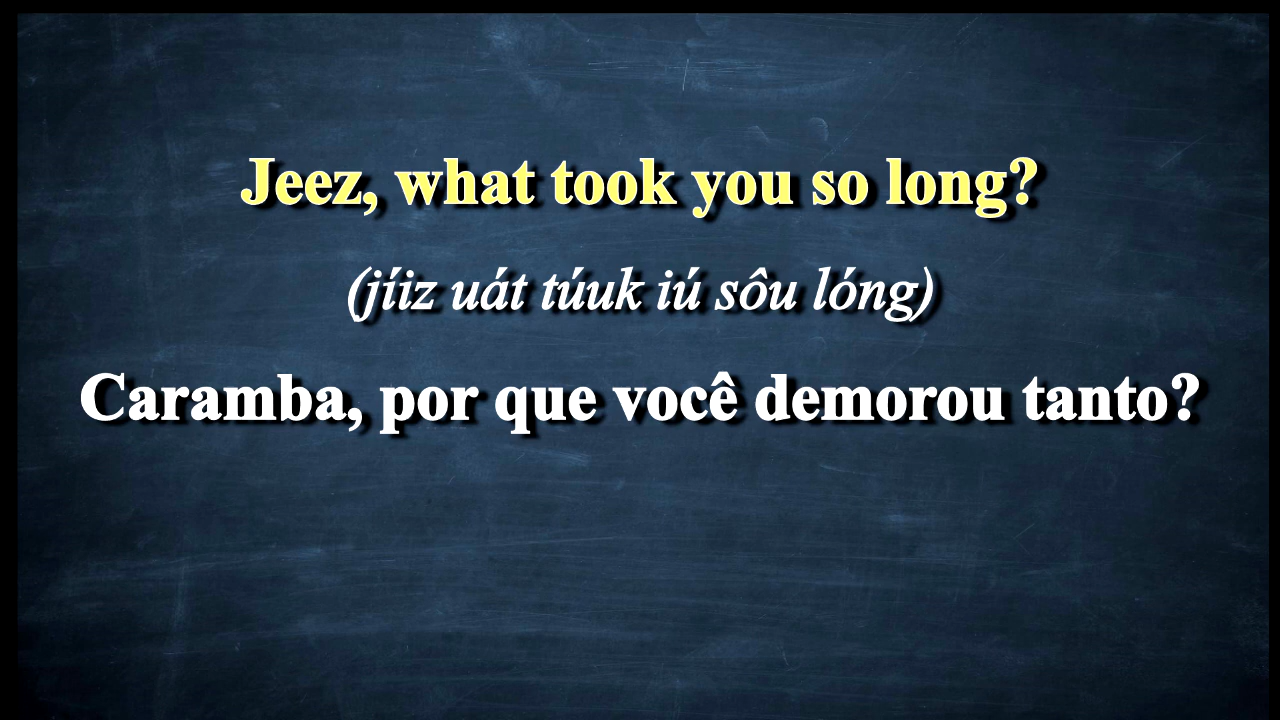 Jeez, what took you so long?
(jíiz uát túuk iú sôu lóng)
Caramba, por que você demorou tanto?